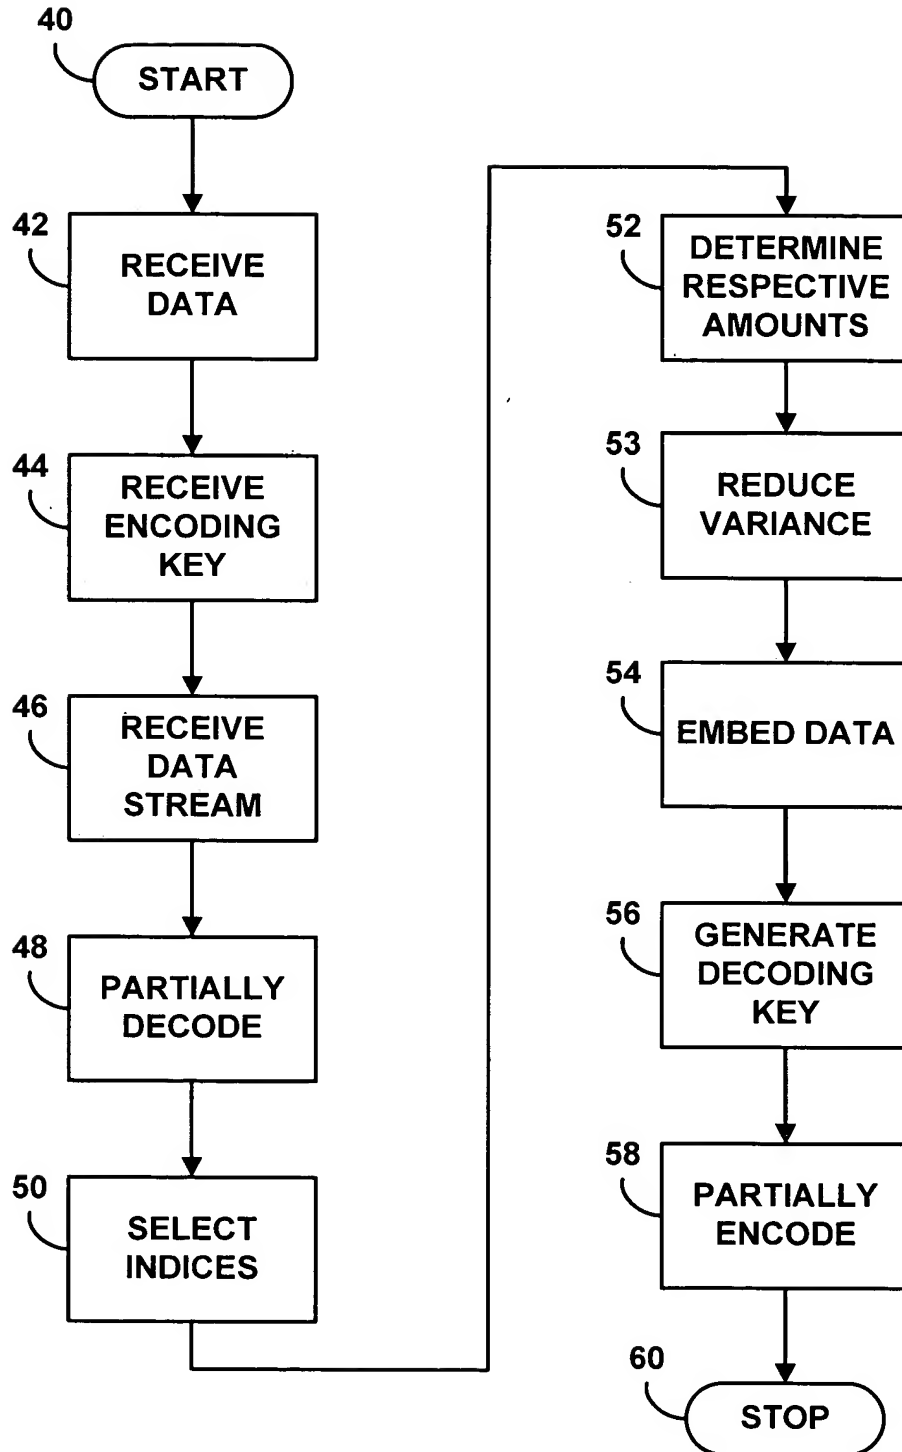 40
START
42
RECEIVE
DATA
44
RECEIVE
ENCODING
KEY
46
RECEIVE
DATA
STREAM
48
PARTIALLY
DECODE
50
SELECT
INDICES
52
DETERMINE
RESPECTIVE
AMOUNTS
53
REDUCE
VARIANCE
54
EMBED DATA
56
GENERATE
DECODING
KEY
58
PARTIALLY
ENCODE
60
STOP